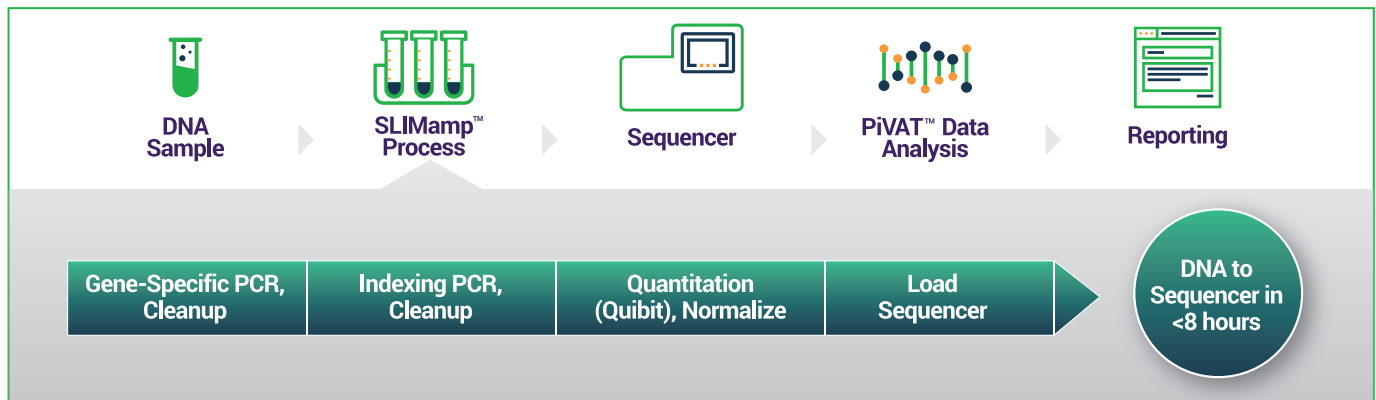 DNA
Sample
SLIMamp™
Process
Sequencer
PiVAT™ Data
Analysis
Reporting
Gene-Specific PCR,
Cleanup
Indexing PCR,
Cleanup
Quantitation
(Quibit), Normalize
Load
Sequencer
DNA to
Sequencer in
<8 hours